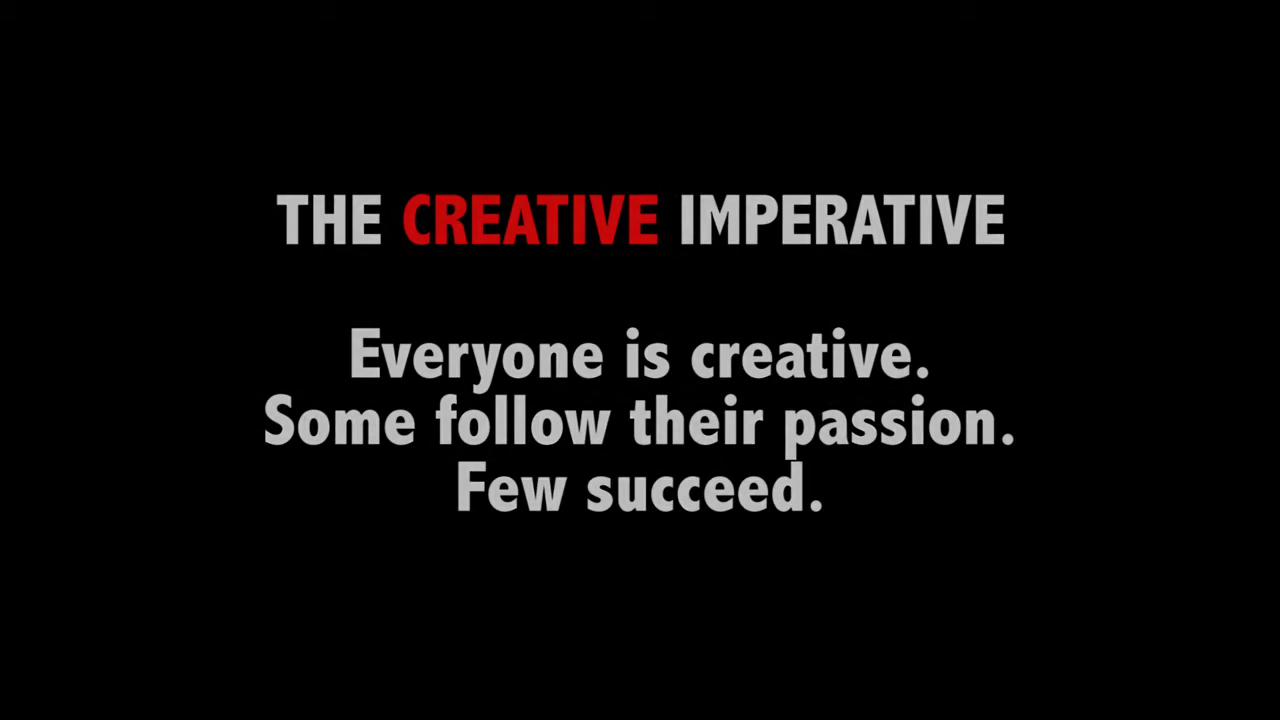 THE CREATIVE IMPERATIVE
Everyone is creative.
Some follow their passion.
Few succeed.